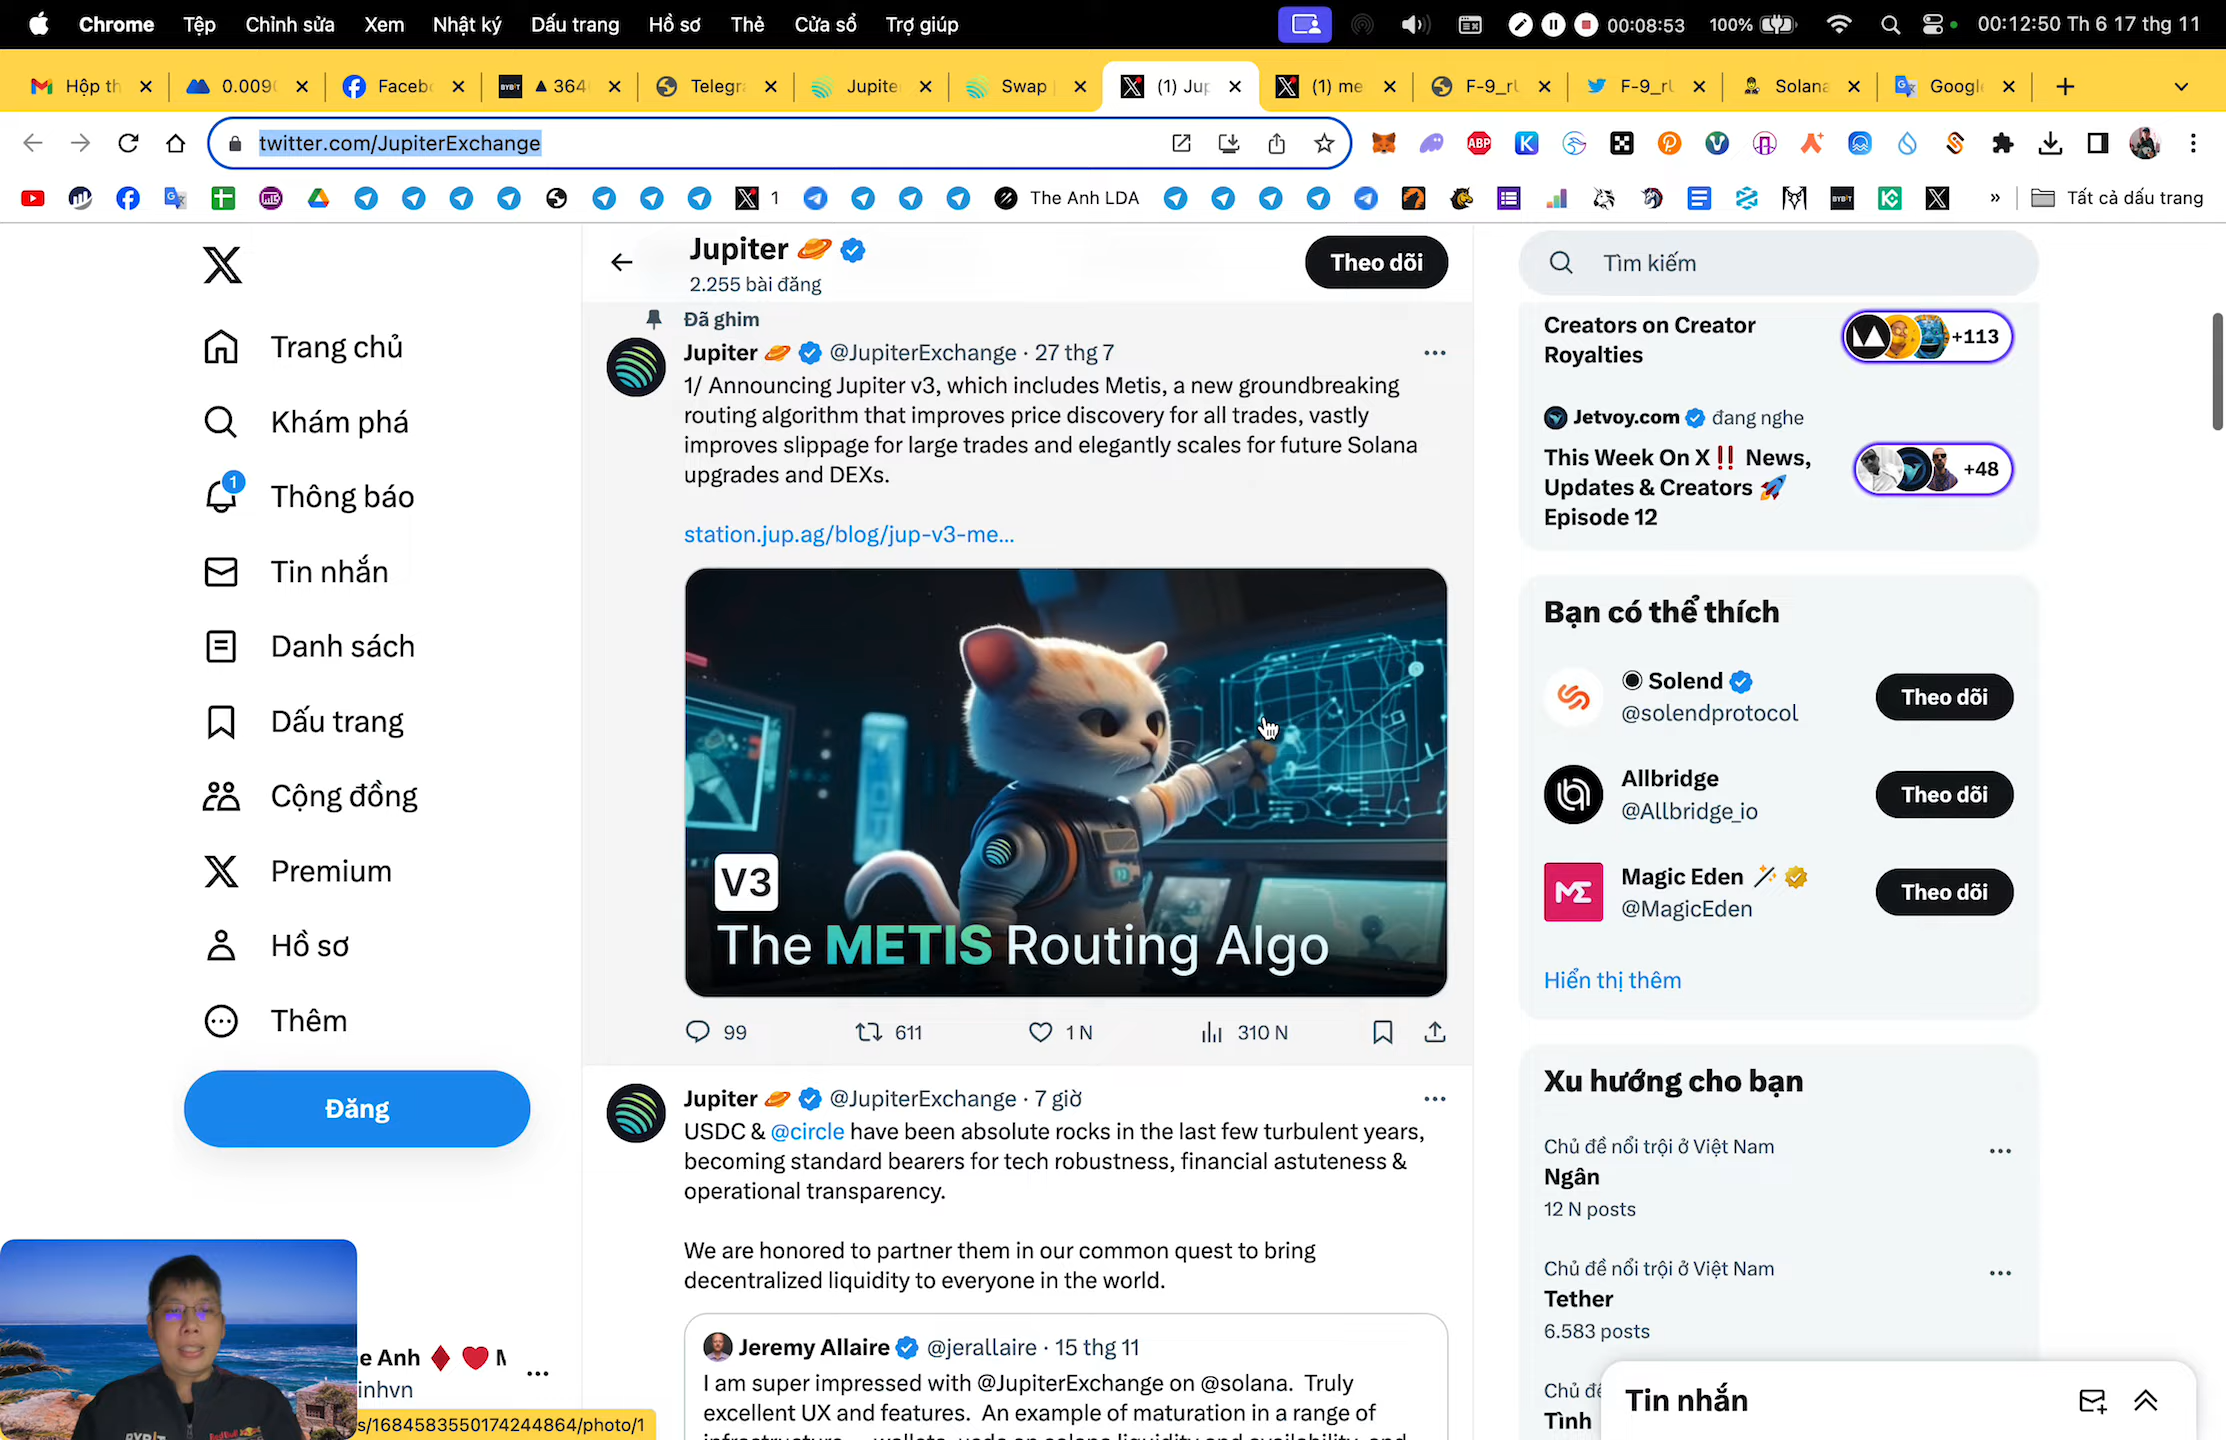 Chrome Tệp Chỉnh sửa Xem Nhật ký Dấu trang Hồ sơ Thẻ Cửa sổ Trợ giúp 00:08:53 100% 00:12:50 Th 6 17 thg 11
Hộp th 0.009 Faceb BYBIT ▲ 364 Telegr Jupite Swap (1) Jup (1) me F-9_rU F-9_rU Solana Googl
twitter.com/JupiterExchange ABP
1 The Anh LDA BYBIT » Tất cả dấu trang
Jupiter 🪐
2.255 bài đăng
Theo dõi
Tìm kiếm
Trang chủ
Khám phá
1
Thông báo
Tin nhắn
Danh sách
Dấu trang
Cộng đồng
Premium
Hồ sơ
Thêm
Đăng
e Anh ♦️ ❤️
inhvn
s/1684583550174244864/photo/1
Đã ghim
Jupiter 🪐 @JupiterExchange · 27 thg 7
1/ Announcing Jupiter v3, which includes Metis, a new groundbreaking
routing algorithm that improves price discovery for all trades, vastly
improves slippage for large trades and elegantly scales for future Solana
upgrades and DEXs.
station.jup.ag/blog/jup-v3-me...
V3
The METIS Routing Algo
99 611 1 N 310 N
Jupiter 🪐 @JupiterExchange · 7 giờ
USDC & @circle have been absolute rocks in the last few turbulent years,
becoming standard bearers for tech robustness, financial astuteness &
operational transparency.
We are honored to partner them in our common quest to bring
decentralized liquidity to everyone in the world.
Jeremy Allaire @jerallaire · 15 thg 11
I am super impressed with @JupiterExchange on @solana. Truly
excellent UX and features. An example of maturation in a range of
Creators on Creator
Royalties
+113
Jetvoy.com đang nghe
This Week On X‼️ News,
Updates & Creators 🚀
Episode 12
+48
Bạn có thể thích
Solend
@solendprotocol
Theo dõi
Allbridge
@Allbridge_io
Theo dõi
Magic Eden
@MagicEden
Theo dõi
Hiển thị thêm
Xu hướng cho bạn
Chủ đề nổi trội ở Việt Nam
Ngân
12 N posts
Chủ đề nổi trội ở Việt Nam
Tether
6.583 posts
Chủ đề
Tình
Tin nhắn